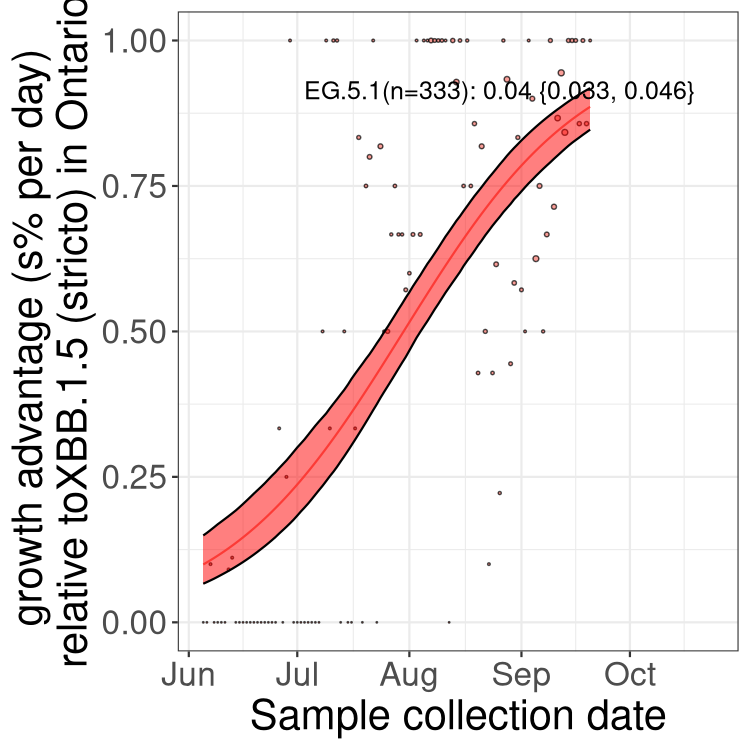 growth advantage (s% per day)
relative toXBB.1.5 (stricto) in Ontario
1.00
0.75
0.50
0.25
0.00
EG.5.1(n=333): 0.04 {0.033, 0.046}
Jun Jul Aug Sep Oct
Sample collection date